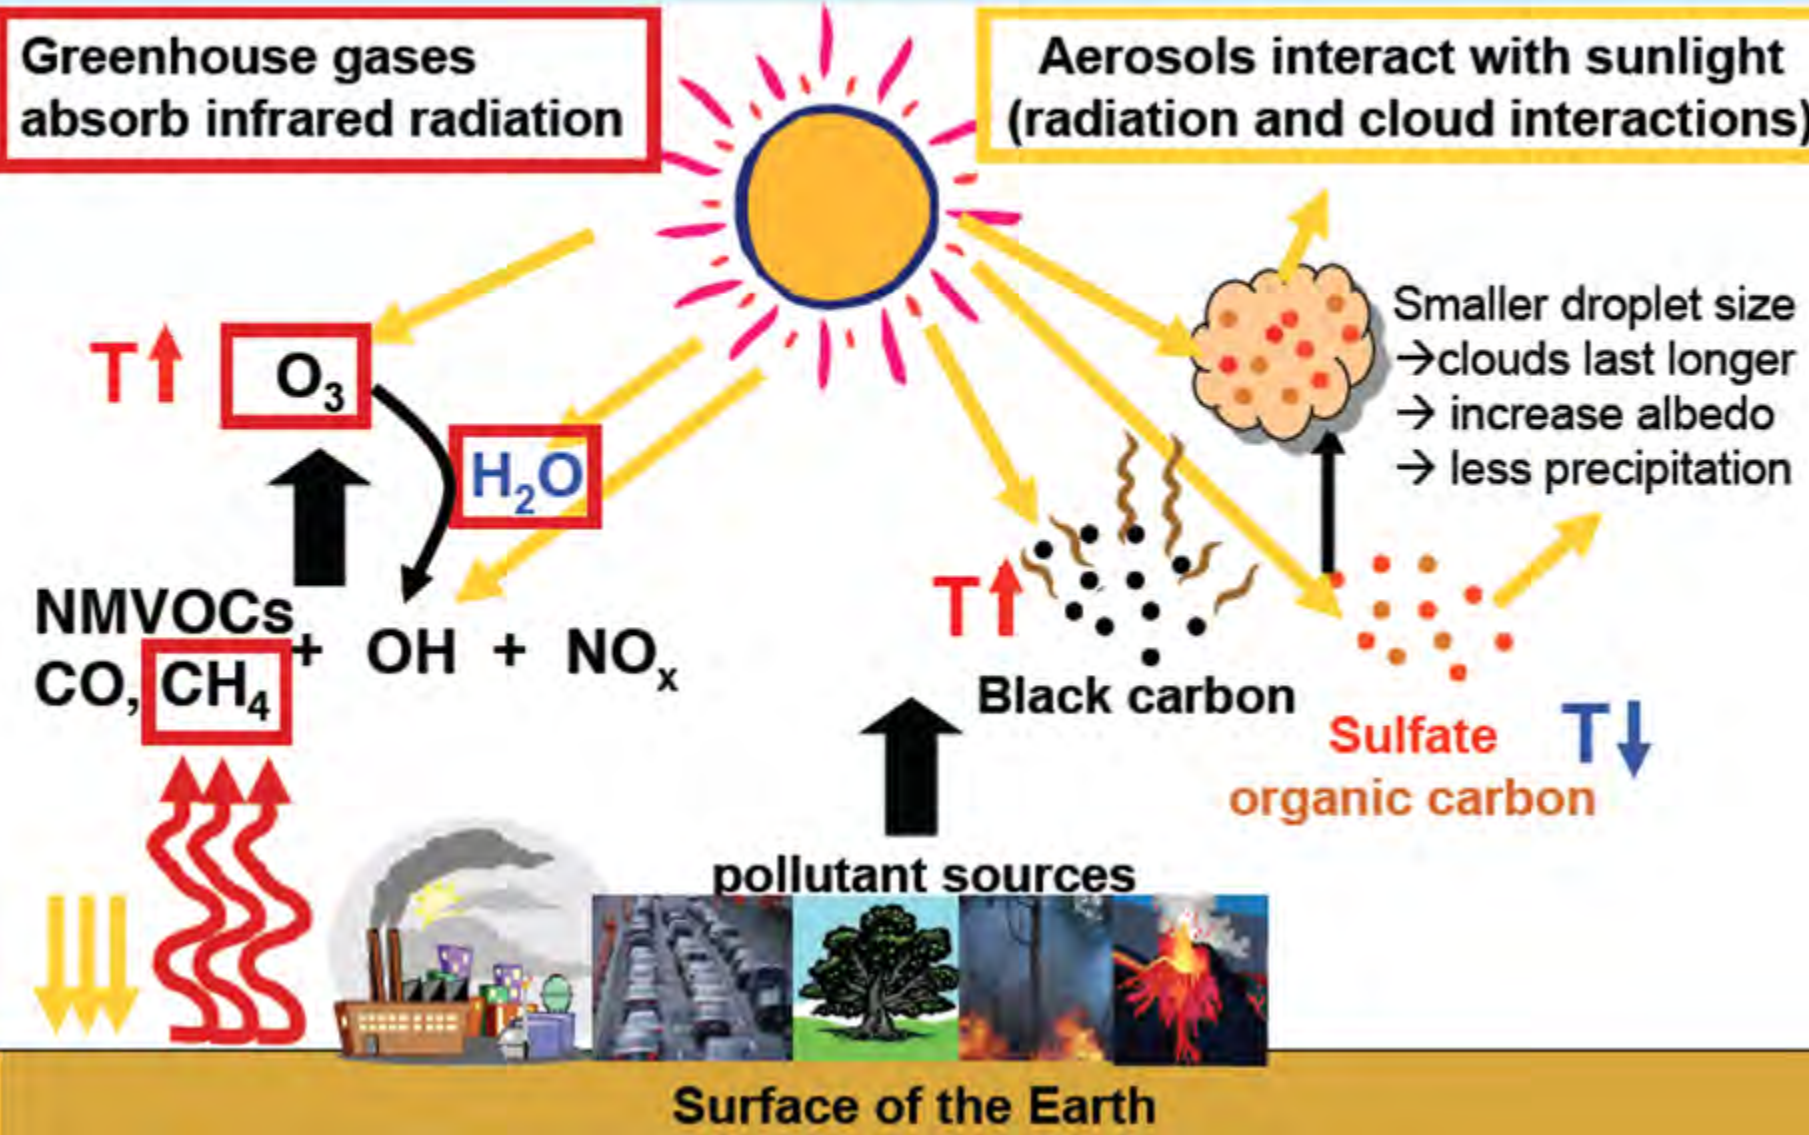 Greenhouse gases
absorb infrared radiation
Aerosols interact with sunlight
(radiation and cloud interactions)
Smaller droplet size
→clouds last longer
→ increase albedo
→ less precipitation
T
O₃
H₂O
NMVOCs
CO, CH₄ + OH + NOₓ
T
Black carbon
Sulfate
organic carbon
T
pollutant sources
Surface of the Earth